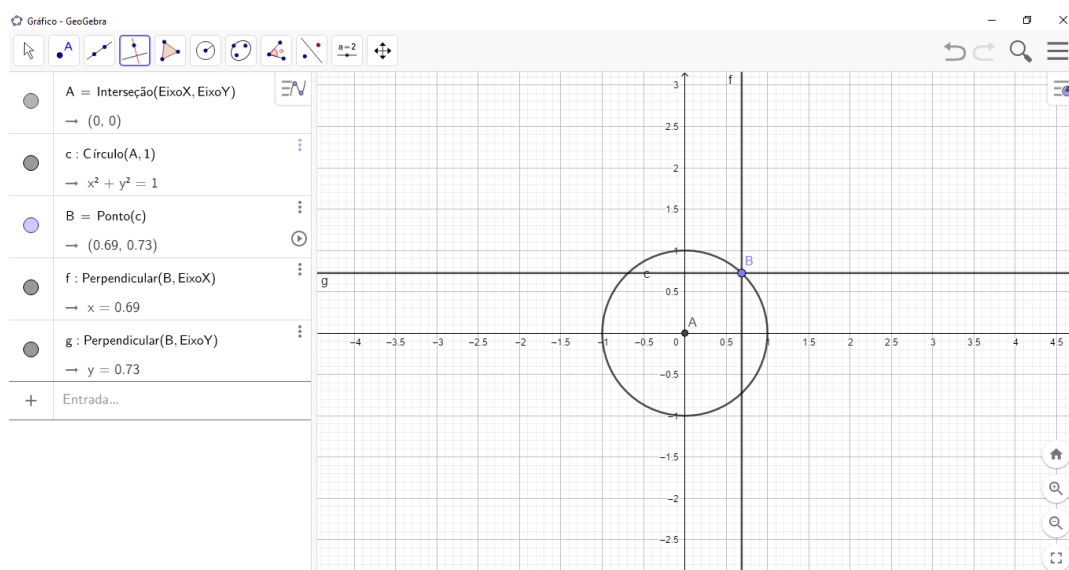 Gráfico - GeoGebra
A
a=2
A = Interseção(EixoX, EixoY)
→ (0, 0)
c : Círculo(A, 1)
→ x² + y² = 1
B = Ponto(c)
→ (0.69, 0.73)
f : Perpendicular(B, EixoX)
→ x = 0.69
g : Perpendicular(B, EixoY)
→ y = 0.73
+ Entrada...
f
3
2.5
2
1.5
1
B
c
g
0.5
A
−4 −3.5 −3 −2.5 −2 −1.5 −1 −0.5 0 0.5 1 1.5 2 2.5 3 3.5 4 4.5
0
−0.5
−1
−1.5
−2
−2.5